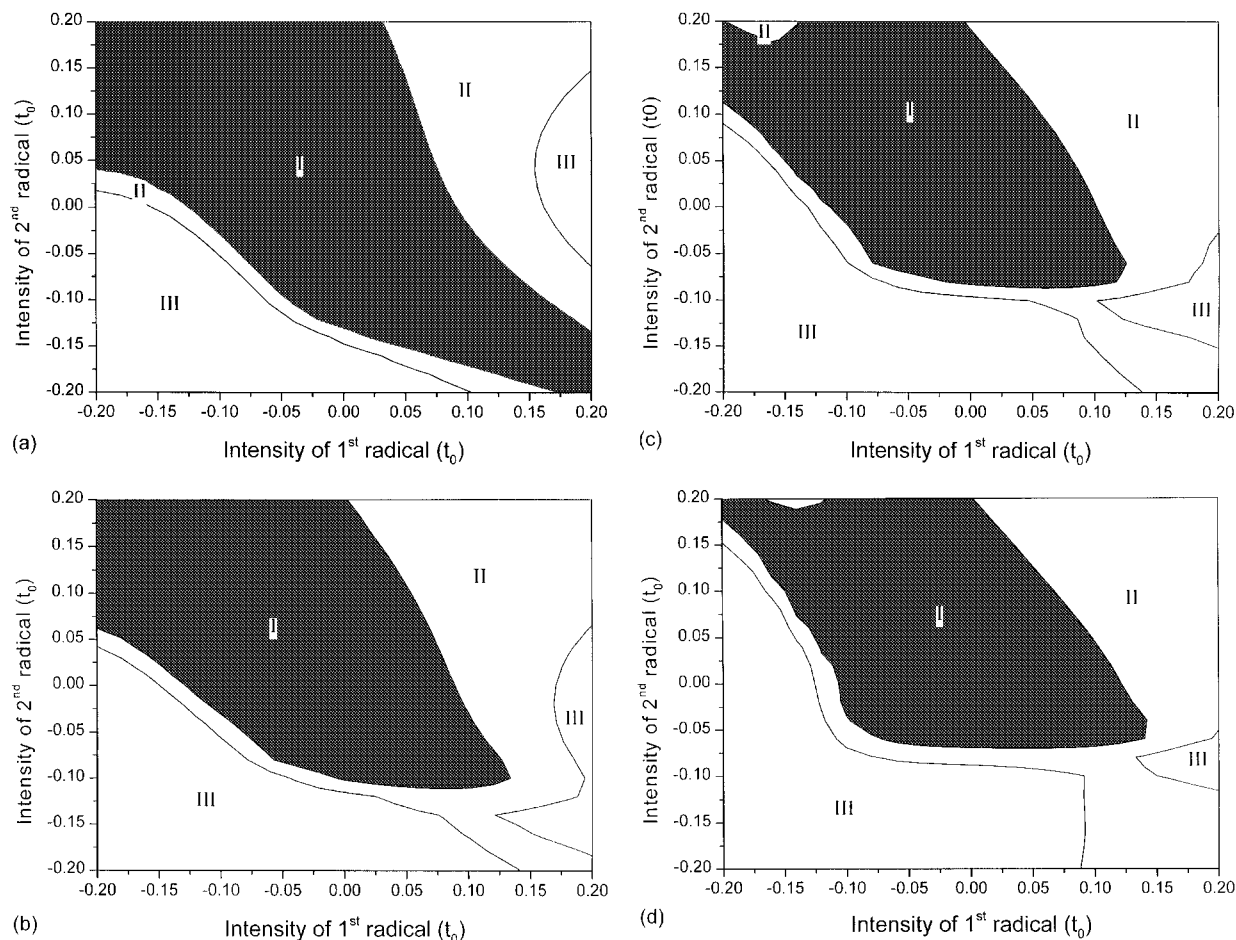 0.20
0.15
0.10
0.05
0.00
-0.05
-0.10
-0.15
-0.20
Intensity of 2nd radical (t0)
II
III
I
II
III
-0.20 -0.15 -0.10 -0.05 0.00 0.05 0.10 0.15 0.20
(a) Intensity of 1st radical (t0)
0.20
0.15
0.10
0.05
0.00
-0.05
-0.10
-0.15
-0.20
Intensity of 2nd radical (t0)
II
I
II
III
III
-0.20 -0.15 -0.10 -0.05 0.00 0.05 0.10 0.15 0.20
(c) Intensity of 1st radical (t0)
0.20
0.15
0.10
0.05
0.00
-0.05
-0.10
-0.15
-0.20
Intensity of 2nd radical (t0)
II
I
III
III
-0.20 -0.15 -0.10 -0.05 0.00 0.05 0.10 0.15 0.20
(b) Intensity of 1st radical (t0)
0.20
0.15
0.10
0.05
0.00
-0.05
-0.10
-0.15
-0.20
Intensity of 2nd radical (t0)
I
II
III
III
-0.20 -0.15 -0.10 -0.05 0.00 0.05 0.10 0.15 0.20
(d) Intensity of 1st radical (t0)